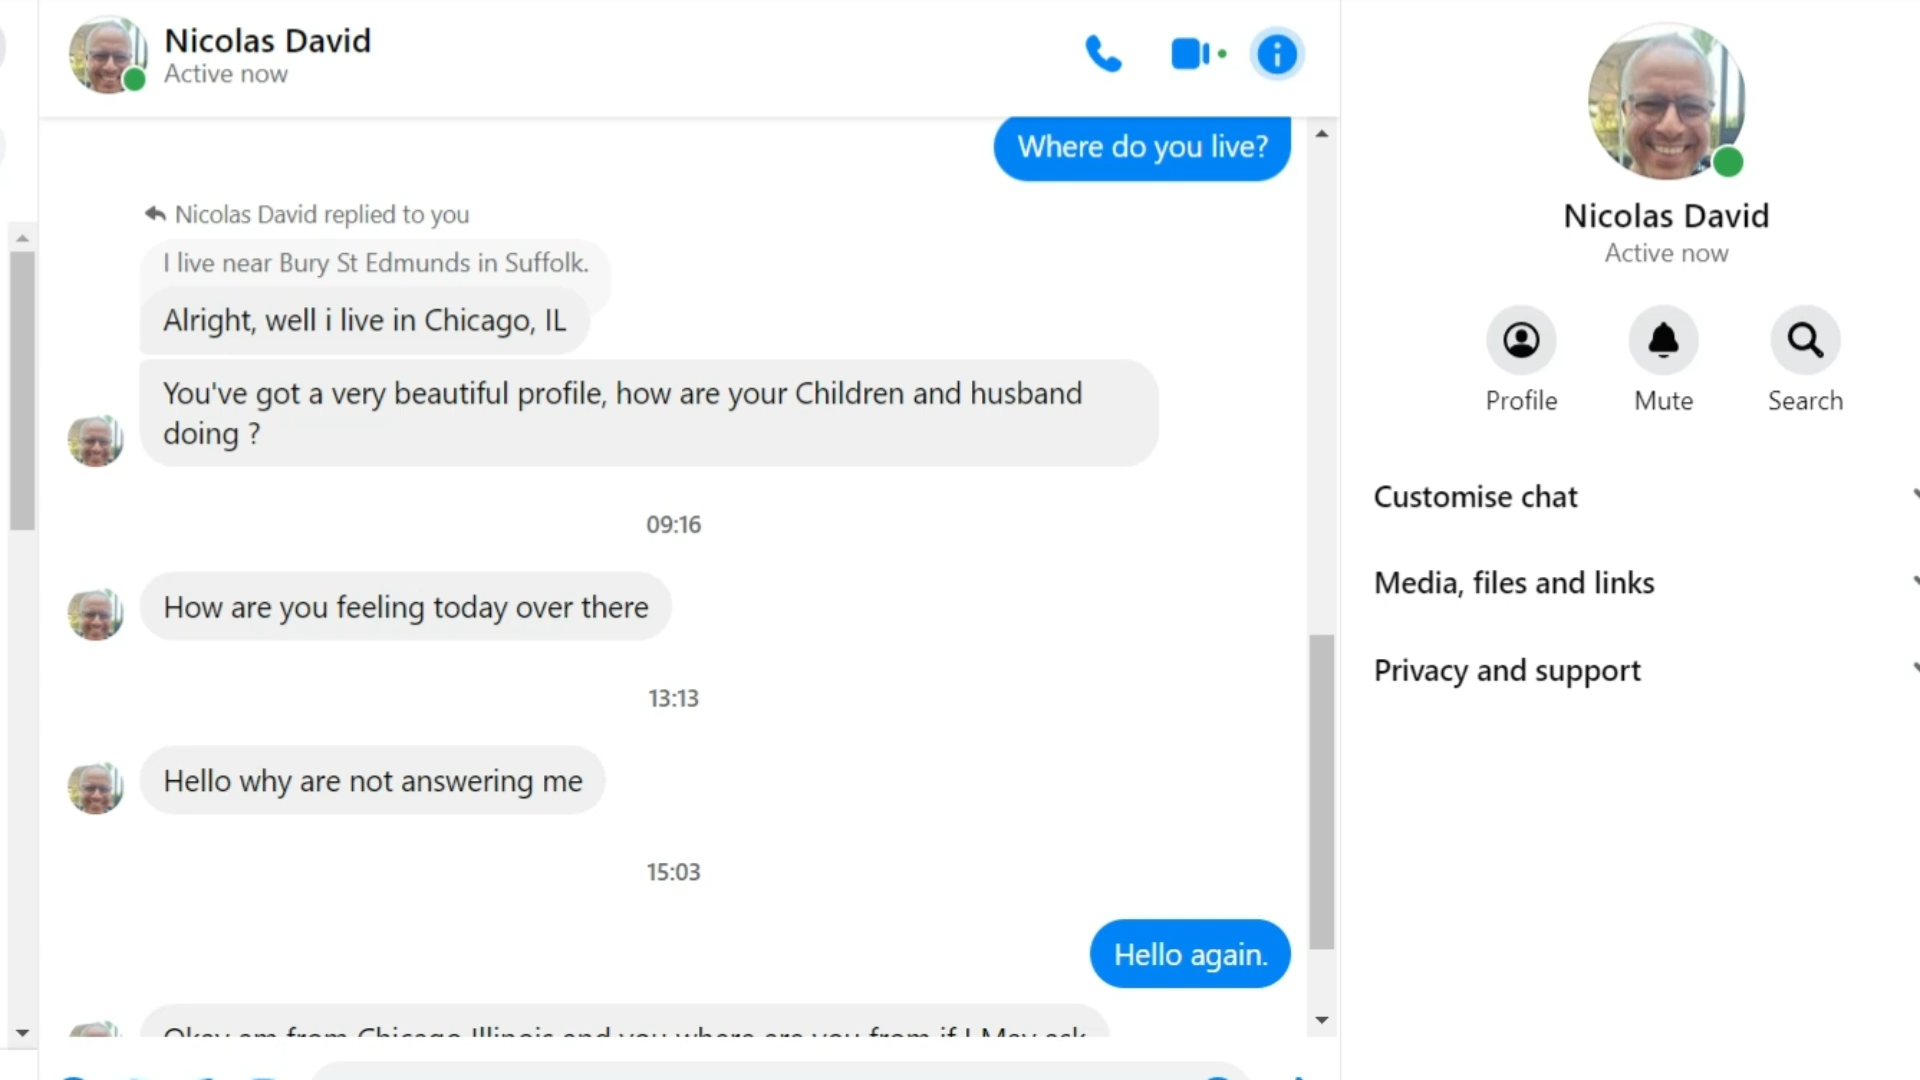 Nicolas David
Active now
Where do you live?
Nicolas David replied to you
I live near Bury St Edmunds in Suffolk.
Alright, well i live in Chicago, IL
You've got a very beautiful profile, how are your Children and husband
doing ?
09:16
How are you feeling today over there
13:13
Hello why are not answering me
15:03
Hello again.
Okay am from Chicago Illinois and you where are you from if I May ask
Nicolas David
Active now
Profile
Mute
Search
Customise chat
Media, files and links
Privacy and support